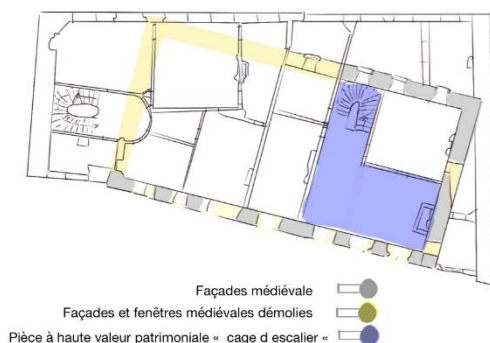 Façades médiévale
Façades et fenêtres médiévales démolies
Pièce à haute valeur patrimoniale « cage d escalier «